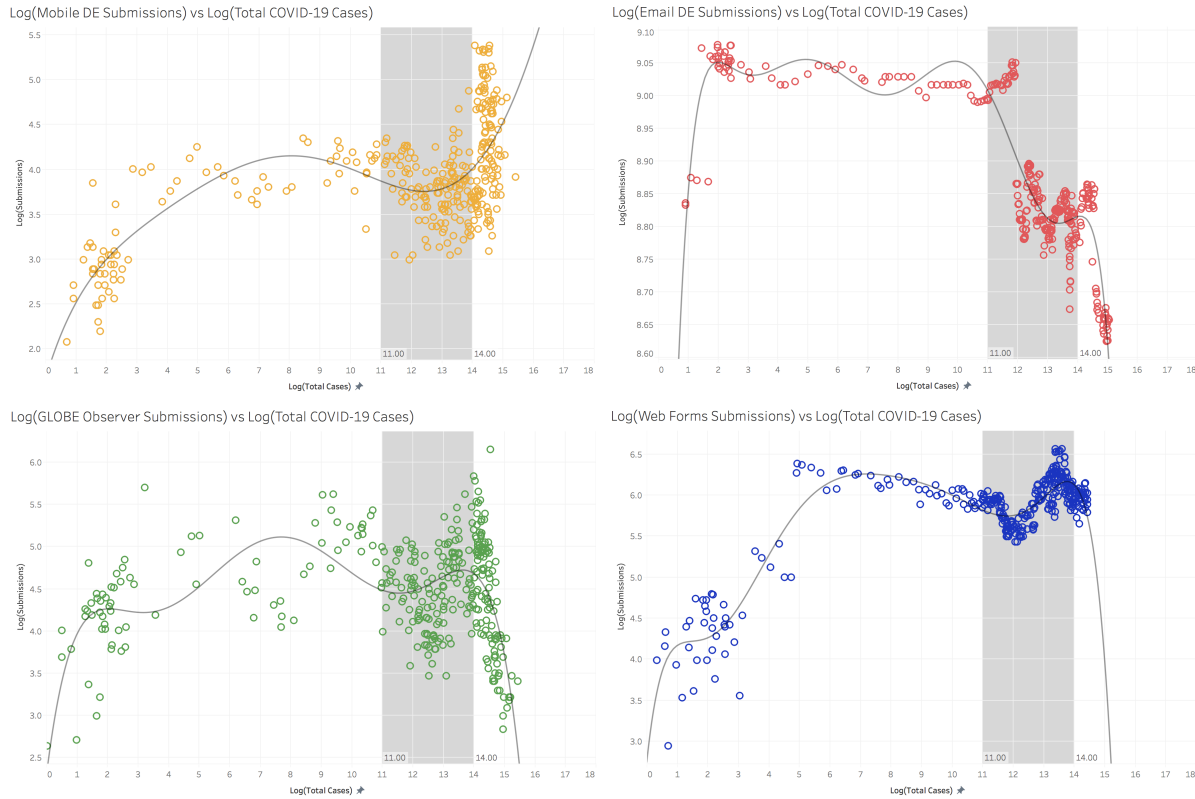 Log(Mobile DE Submissions) vs Log(Total COVID-19 Cases)
5.5
5.0
4.5
4.0
3.5
3.0
2.5
2.0
Log(Submissions)
11.00
14.00
0 1 2 3 4 5 6 7 8 9 10 11 12 13 14 15 16 17 18
Log(Total Cases)
Log(Email DE Submissions) vs Log(Total COVID-19 Cases)
9.10
9.05
9.00
8.95
8.90
8.85
8.80
8.75
8.70
8.65
8.60
Log(Submissions)
11.00
14.00
0 1 2 3 4 5 6 7 8 9 10 11 12 13 14 15 16 17 18
Log(Total Cases)
Log(GLOBE Observer Submissions) vs Log(Total COVID-19 Cases)
6.0
5.5
5.0
4.5
4.0
3.5
3.0
2.5
Log(Submissions)
11.00
14.00
0 1 2 3 4 5 6 7 8 9 10 11 12 13 14 15 16 17 18
Log(Total Cases)
Log(Web Forms Submissions) vs Log(Total COVID-19 Cases)
6.5
6.0
5.5
5.0
4.5
4.0
3.5
3.0
Log(Submissions)
11.00
14.00
0 1 2 3 4 5 6 7 8 9 10 11 12 13 14 15 16 17 18
Log(Total Cases)